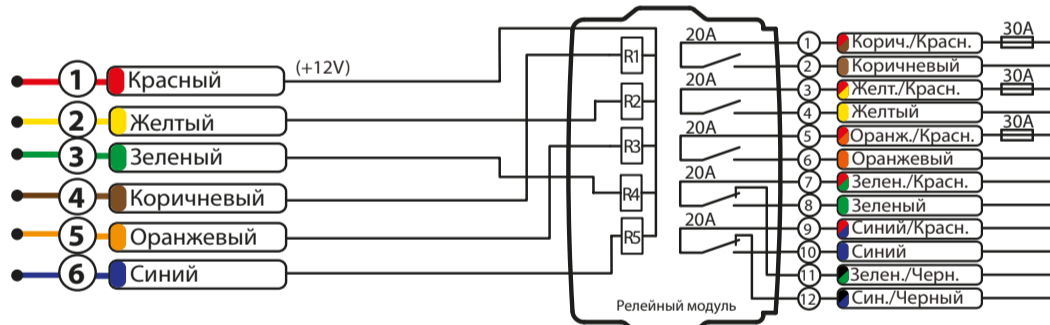 1 Красный (+12V)
2 Желтый
3 Зеленый
4 Коричневый
5 Оранжевый
6 Синий
R1
R2
R3
R4
R5
20A
20A
20A
20A
20A
Релейный модуль
1 Корич./Красн. 30A
2 Коричневый
3 Желт./Красн. 30A
4 Желтый
5 Оранж./Красн. 30A
6 Оранжевый
7 Зелен./Красн.
8 Зеленый
9 Синий/Красн.
10 Синий
11 Зелен./Черн.
12 Син./Черный